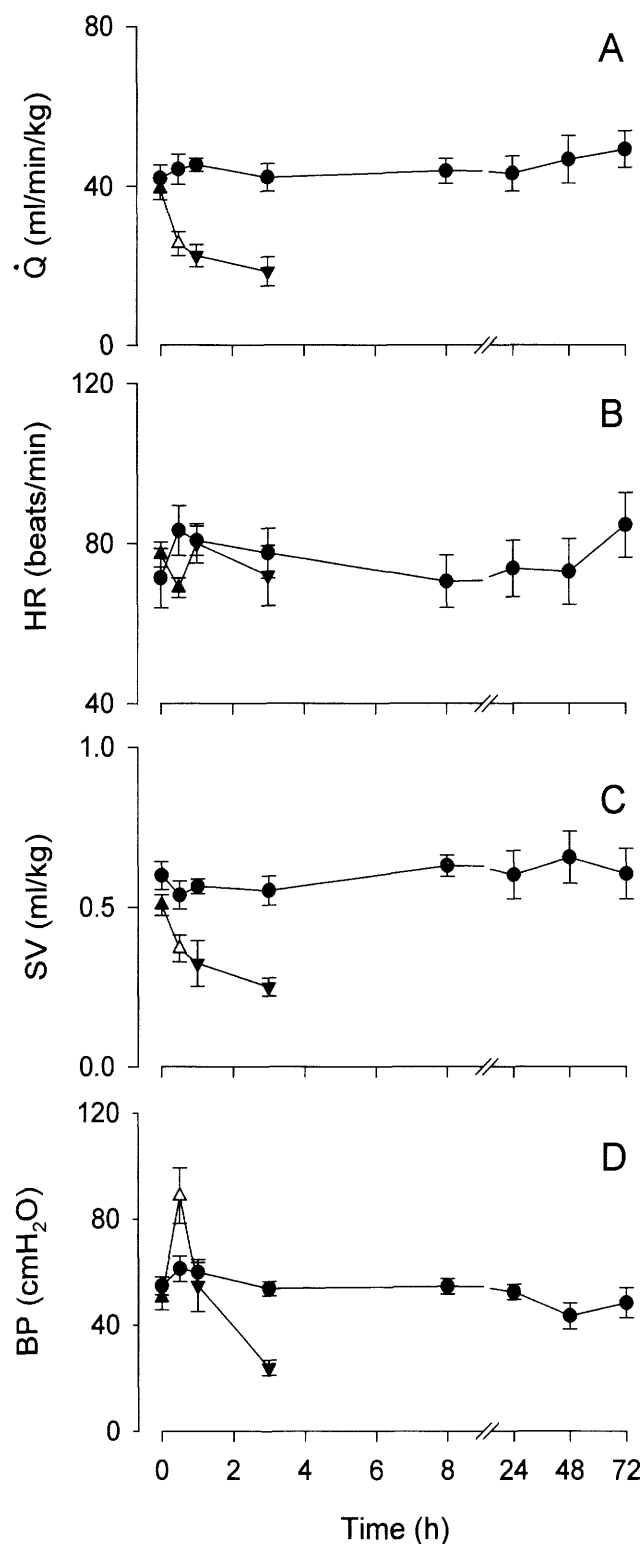 A
80
40
0
Q̇ (ml/min/kg)
B
120
80
40
HR (beats/min)
C
1.0
0.5
0.0
SV (ml/kg)
D
120
80
40
0
BP (cmH₂O)
0 2 4 6 8 24 48 72
Time (h)